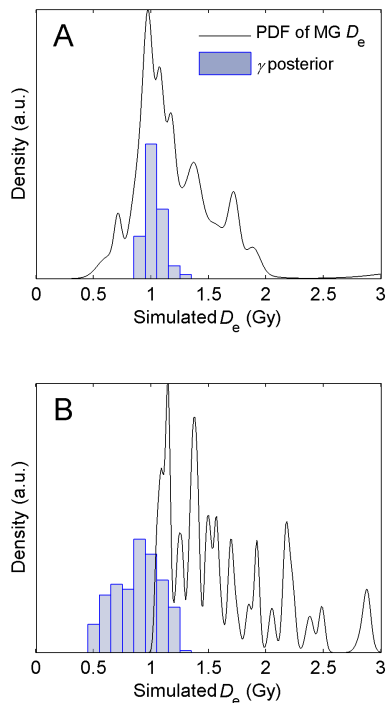 A
PDF of MG De
γ posterior
Density (a.u.)
0 0.5 1 1.5 2 2.5 3
Simulated De (Gy)
B
Density (a.u.)
0 0.5 1 1.5 2 2.5 3
Simulated De (Gy)